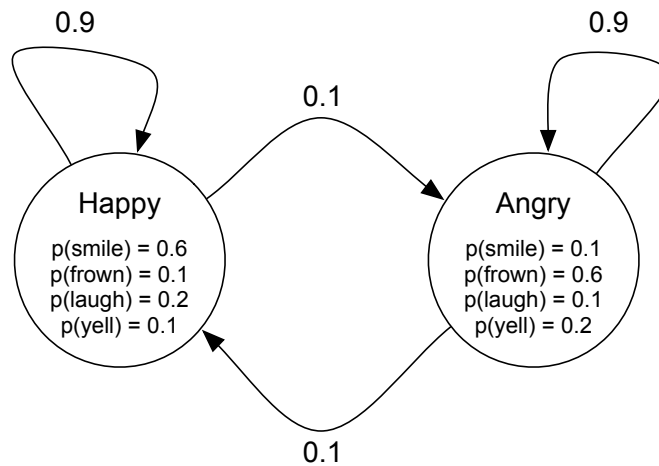 0.9
0.9
0.1
Happy
p(smile) = 0.6
p(frown) = 0.1
p(laugh) = 0.2
p(yell) = 0.1
Angry
p(smile) = 0.1
p(frown) = 0.6
p(laugh) = 0.1
p(yell) = 0.2
0.1